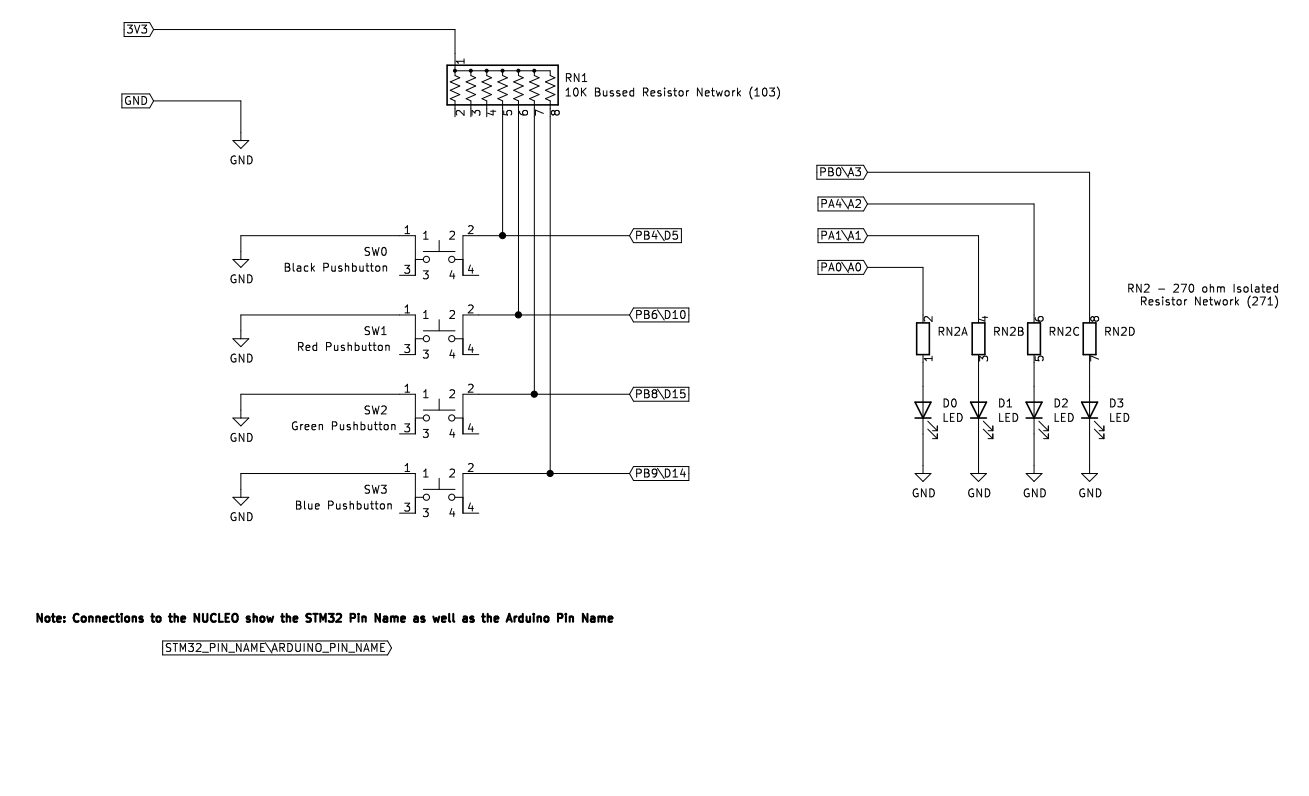 3V3
1
RN1
10K Bussed Resistor Network (103)
GND
2 3 4 5 6 7 8
GND
PB0\A3
PA4\A2
PA1\A1
PA0\A0
1 1 2 2
PB4\D5
SW0
Black Pushbutton
3 3 4 4
GND
RN2 - 270 ohm Isolated
Resistor Network (271)
1 1 2 2
PB6\D10
SW1
Red Pushbutton
3 3 4 4
GND
2 4 6 8
RN2A RN2B RN2C RN2D
1 3 5 7
1 1 2 2
PB8\D15
SW2
Green Pushbutton
3 3 4 4
GND
D0 D1 D2 D3
LED LED LED LED
1 1 2 2
PB9\D14
SW3
Blue Pushbutton
3 3 4 4
GND
GND GND GND GND
Note: Connections to the NUCLEO show the STM32 Pin Name as well as the Arduino Pin Name
STM32_PIN_NAME\ARDUINO_PIN_NAME